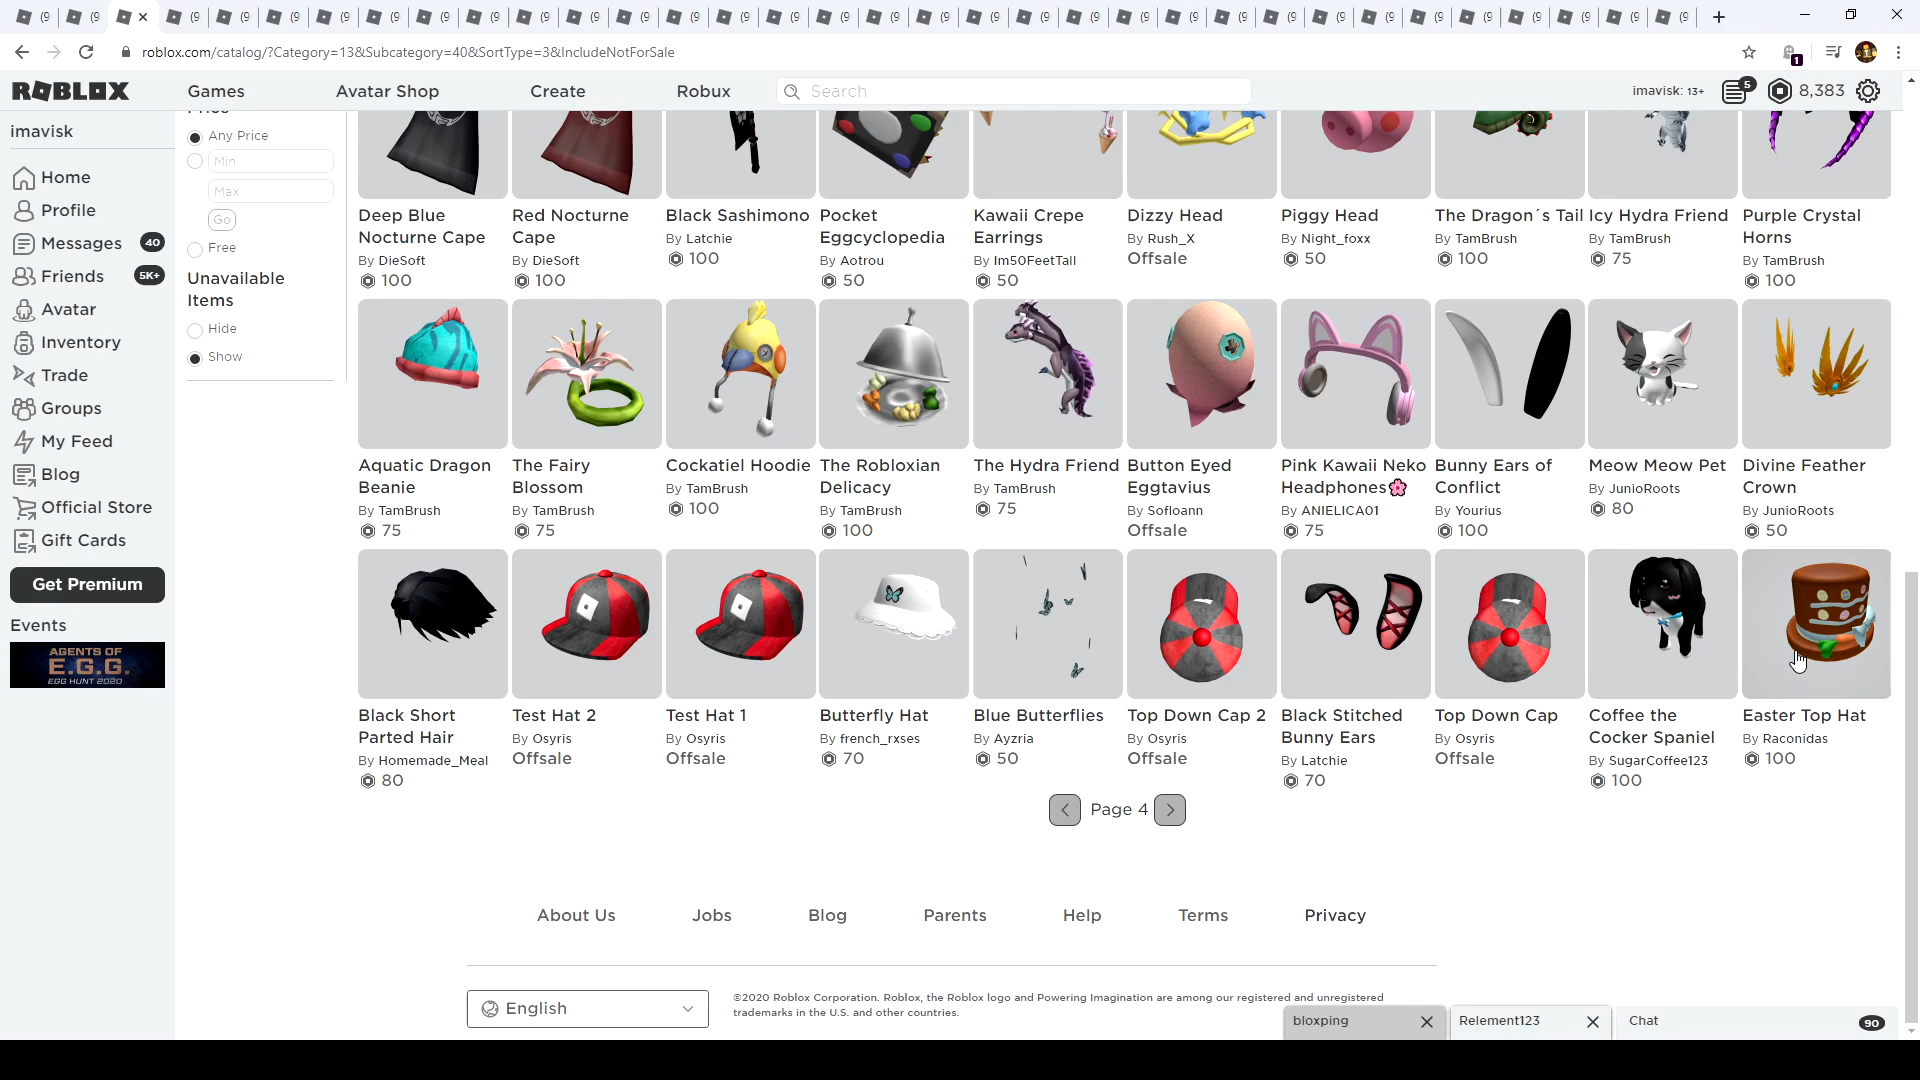 roblox.com/catalog/?Category=13&Subcategory=40&SortType=3&IncludeNotForSale
1
ROBLOX Games Avatar Shop Create Robux Search imavisk: 13+ 5 8,383
imavisk
Home
Profile
Messages 40
Friends 5K+
Avatar
Inventory
Trade
Groups
My Feed
Blog
Official Store
Gift Cards
Get Premium
Events
AGENTS OF
E.G.G.
EGG HUNT 2020
Price
Any Price
Min
Max
Go
Free
Unavailable
Items
Hide
Show
Deep Blue
Nocturne Cape
By DieSoft
100
Red Nocturne
Cape
By DieSoft
100
Black Sashimono
By Latchie
100
Pocket
Eggcyclopedia
By Aotrou
50
Kawaii Crepe
Earrings
By Im50FeetTall
50
Dizzy Head
By Rush_X
Offsale
Piggy Head
By Night_foxx
50
The Dragon´s Tail
By TamBrush
100
Icy Hydra Friend
By TamBrush
75
Purple Crystal
Horns
By TamBrush
100
Aquatic Dragon
Beanie
By TamBrush
75
The Fairy
Blossom
By TamBrush
75
Cockatiel Hoodie
By TamBrush
100
The Robloxian
Delicacy
By TamBrush
100
The Hydra Friend
By TamBrush
75
Button Eyed
Eggtavius
By Sofloann
Offsale
Pink Kawaii Neko
Headphones🌸
By ANIELICA01
75
Bunny Ears of
Conflict
By Yourius
100
Meow Meow Pet
By JunioRoots
80
Divine Feather
Crown
By JunioRoots
50
Black Short
Parted Hair
By Homemade_Meal
80
Test Hat 2
By Osyris
Offsale
Test Hat 1
By Osyris
Offsale
Butterfly Hat
By french_rxses
70
Blue Butterflies
By Ayzria
50
Top Down Cap 2
By Osyris
Offsale
Black Stitched
Bunny Ears
By Latchie
70
Top Down Cap
By Osyris
Offsale
Coffee the
Cocker Spaniel
By SugarCoffee123
100
Easter Top Hat
By Raconidas
100
Page 4
About Us Jobs Blog Parents Help Terms Privacy
English
©2020 Roblox Corporation. Roblox, the Roblox logo and Powering Imagination are among our registered and unregistered
trademarks in the U.S. and other countries.
bloxping Relement123 Chat 90